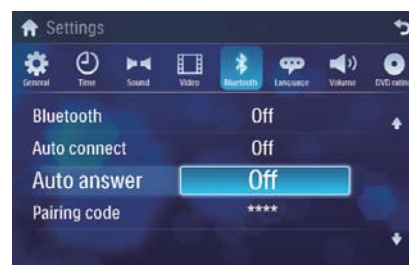 Settings
General Time Sound Video Bluetooth Language Volume DVD rating
Bluetooth Off
Auto connect Off
Auto answer Off
Pairing code ****